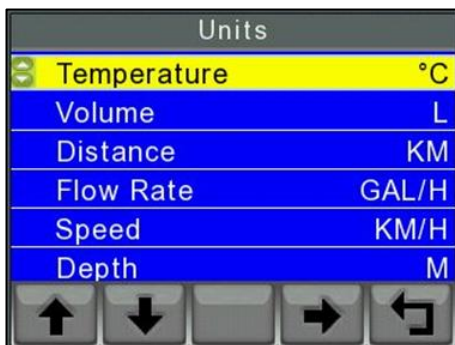 Units
Temperature °C
Volume L
Distance KM
Flow Rate GAL/H
Speed KM/H
Depth M